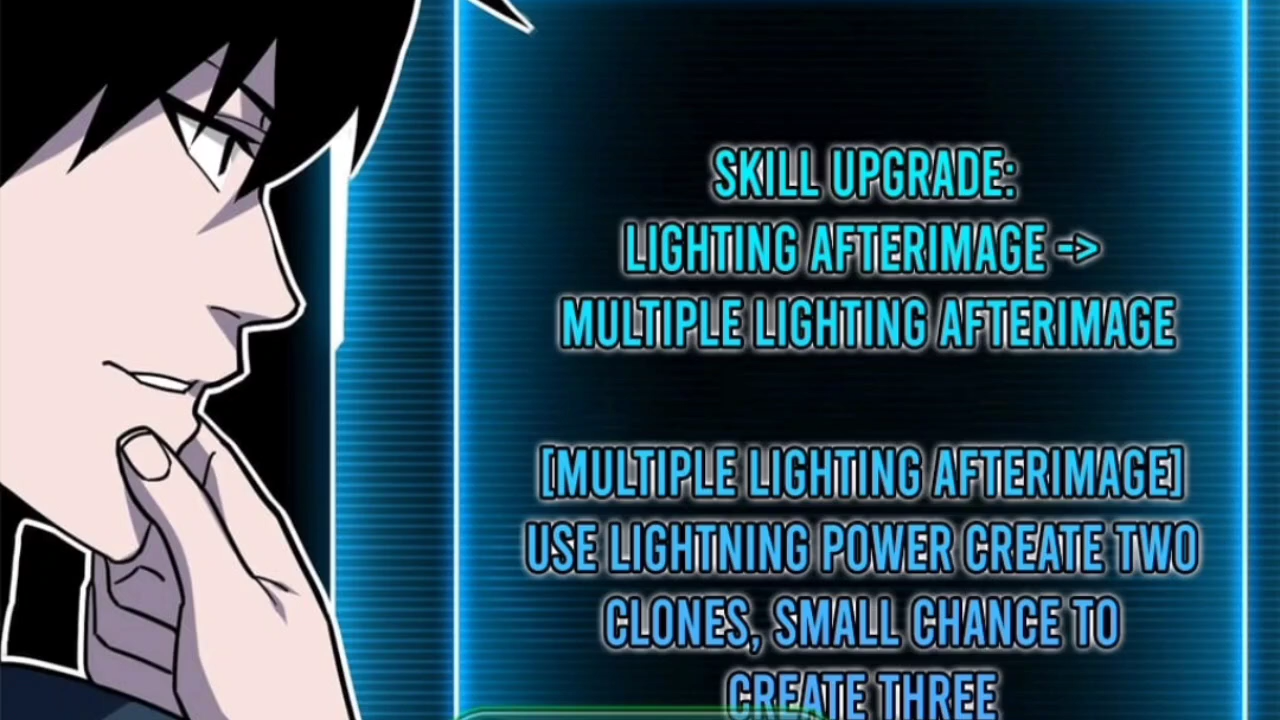 SKILL UPGRADE:
LIGHTING AFTERIMAGE ->
MULTIPLE LIGHTING AFTERIMAGE
[MULTIPLE LIGHTING AFTERIMAGE]
USE LIGHTNING POWER CREATE TWO
CLONES, SMALL CHANCE TO
CREATE THREE